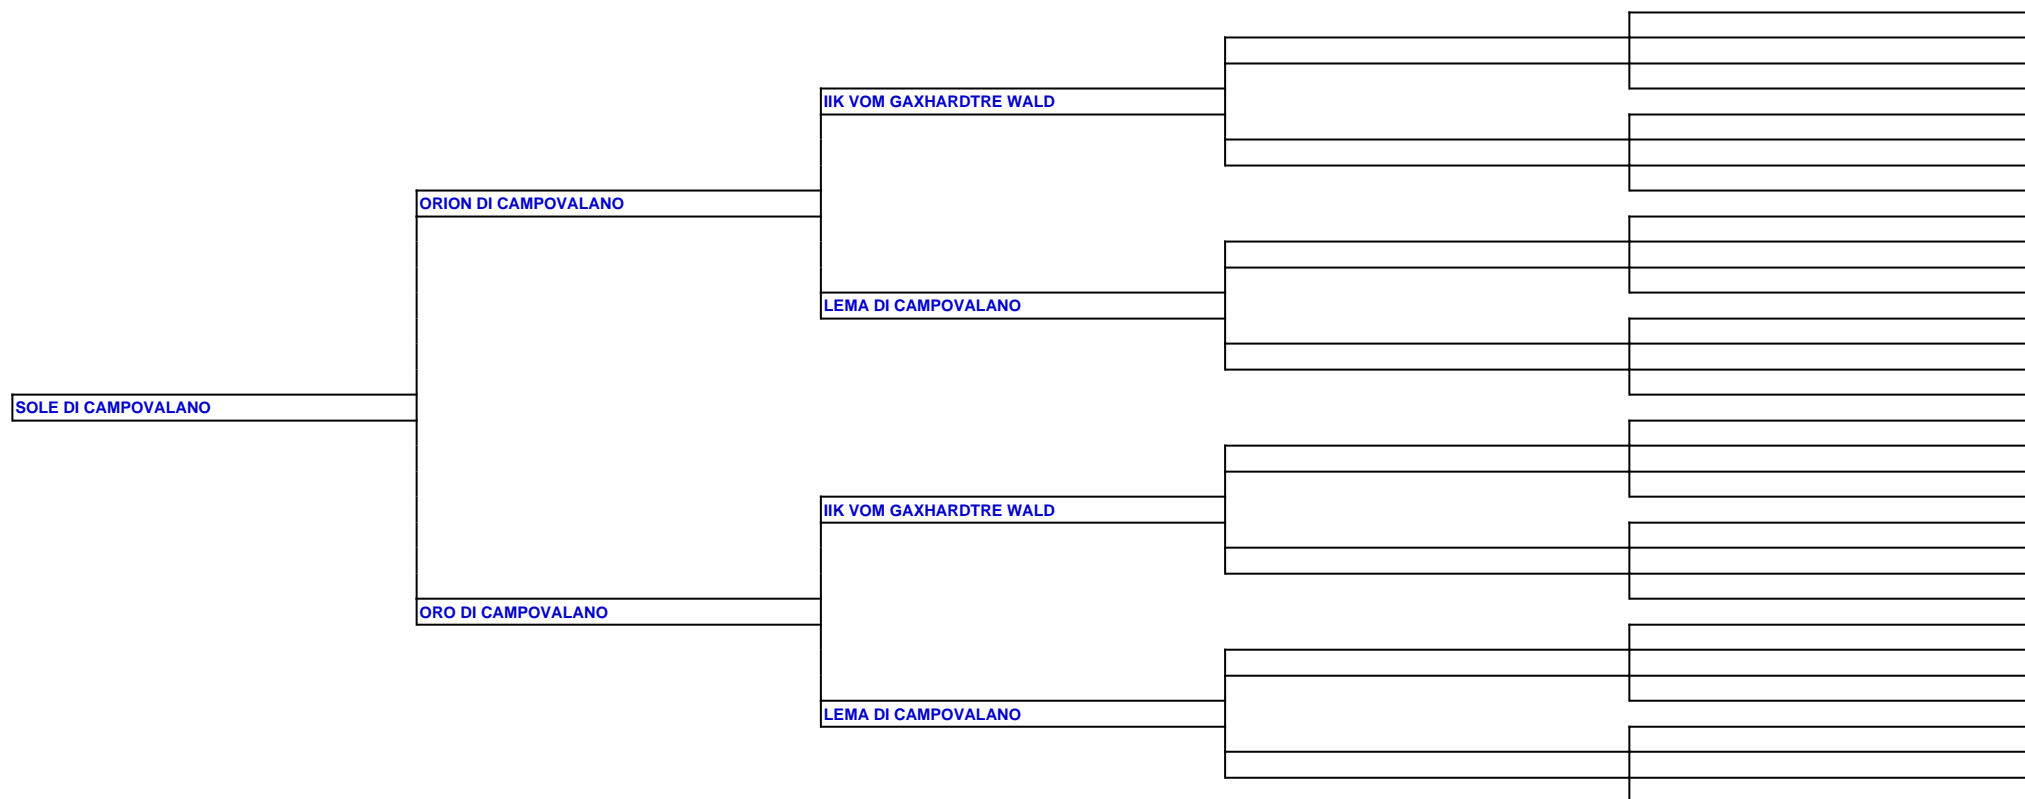 IIK VOM GAXHARDTRE WALD
ORION DI CAMPOVALANO
LEMA DI CAMPOVALANO
SOLE DI CAMPOVALANO
IIK VOM GAXHARDTRE WALD
ORO DI CAMPOVALANO
LEMA DI CAMPOVALANO